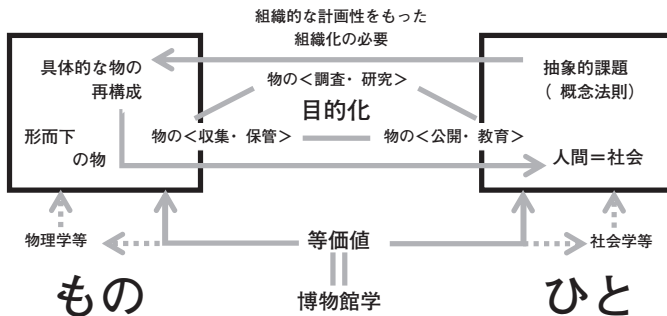 組織的な計画性をもった
組織化の必要
具体的な物の
再構成
物の<調査・研究>
抽象的課題
( 概念法則)
目的化
形而下
の物
物の<収集・保管>
物の<公開・教育>
人間＝社会
物理学等
等価値
社会学等
もの
博物館学
ひと